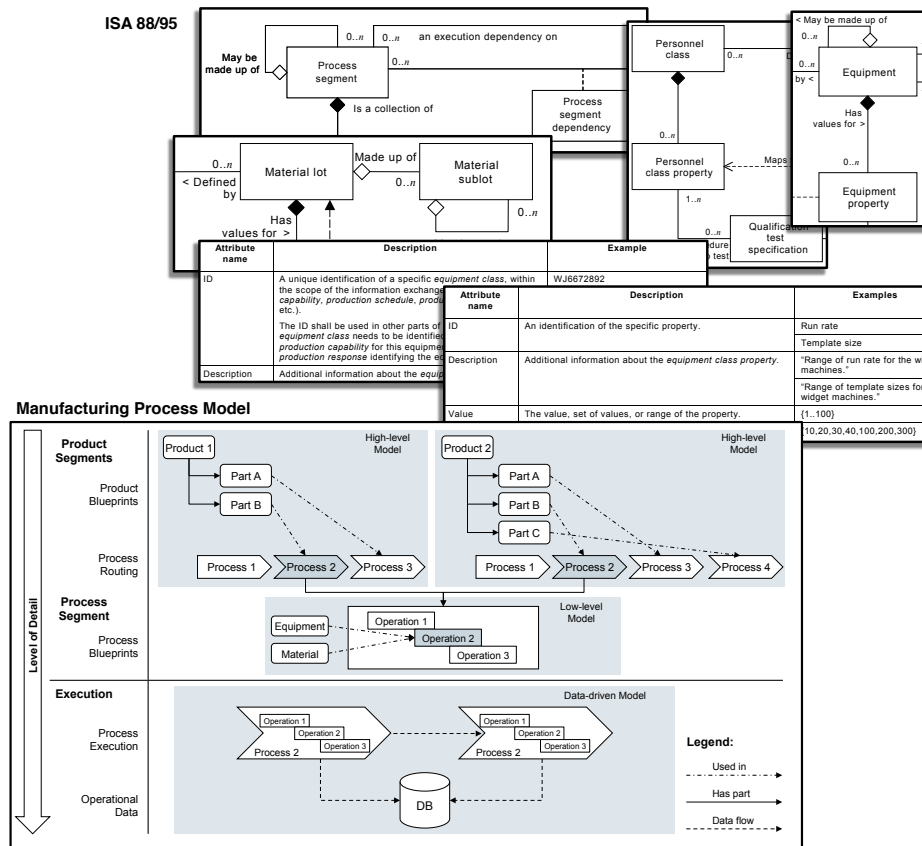 ISA 88/95
May be
made up of
0..n
0..n
an execution dependency on
Process
segment
0..n
Is a collection of
Process
segment
dependency
Personnel
class
0..n
0..n
Personnel
class property
Maps
1..n
0..n
to test
Qualification
test
specification
< May be made up of
0..n
0..n
by <
Equipment
Has
values for >
0..n
Equipment
property
0..n
< Defined
by
Material lot
Made up of
0..n
Material
sublot
0..n
Has
values for >
Attribute
name
Description
Example
ID
A unique identification of a specific equipment class, within
the scope of the information exchange
capability, production schedule,
etc.).
The ID shall be used in other parts of
equipment class needs to be identified
production capability for this
production response identifying the
WJ6672892
Description
Additional information about the
Attribute
name
Description
Examples
ID
An identification of the specific property.
Run rate
Template size
Description
Additional information about the equipment class property.
"Range of run rate for the
machines."
"Range of template sizes for
widget machines."
Value
The value, set of values, or range of the property.
{1..100}
{10,20,30,40,100,200,300}
Manufacturing Process Model
Level of Detail
Product
Segments
Product
Blueprints
Process
Routing
High-level
Model
Product 1
Part A
Part B
Process 1
Process 2
Process 3
High-level
Model
Product 2
Part A
Part B
Part C
Process 1
Process 2
Process 3
Process 4
Process
Segment
Process
Blueprints
Low-level
Model
Equipment
Material
Operation 1
Operation 2
Operation 3
Execution
Process
Execution
Operational
Data
Data-driven Model
Operation 1
Operation 2
Operation 3
Process 2
Operation 1
Operation 2
Operation 3
Process 2
DB
Legend:
Used in
Has part
Data flow